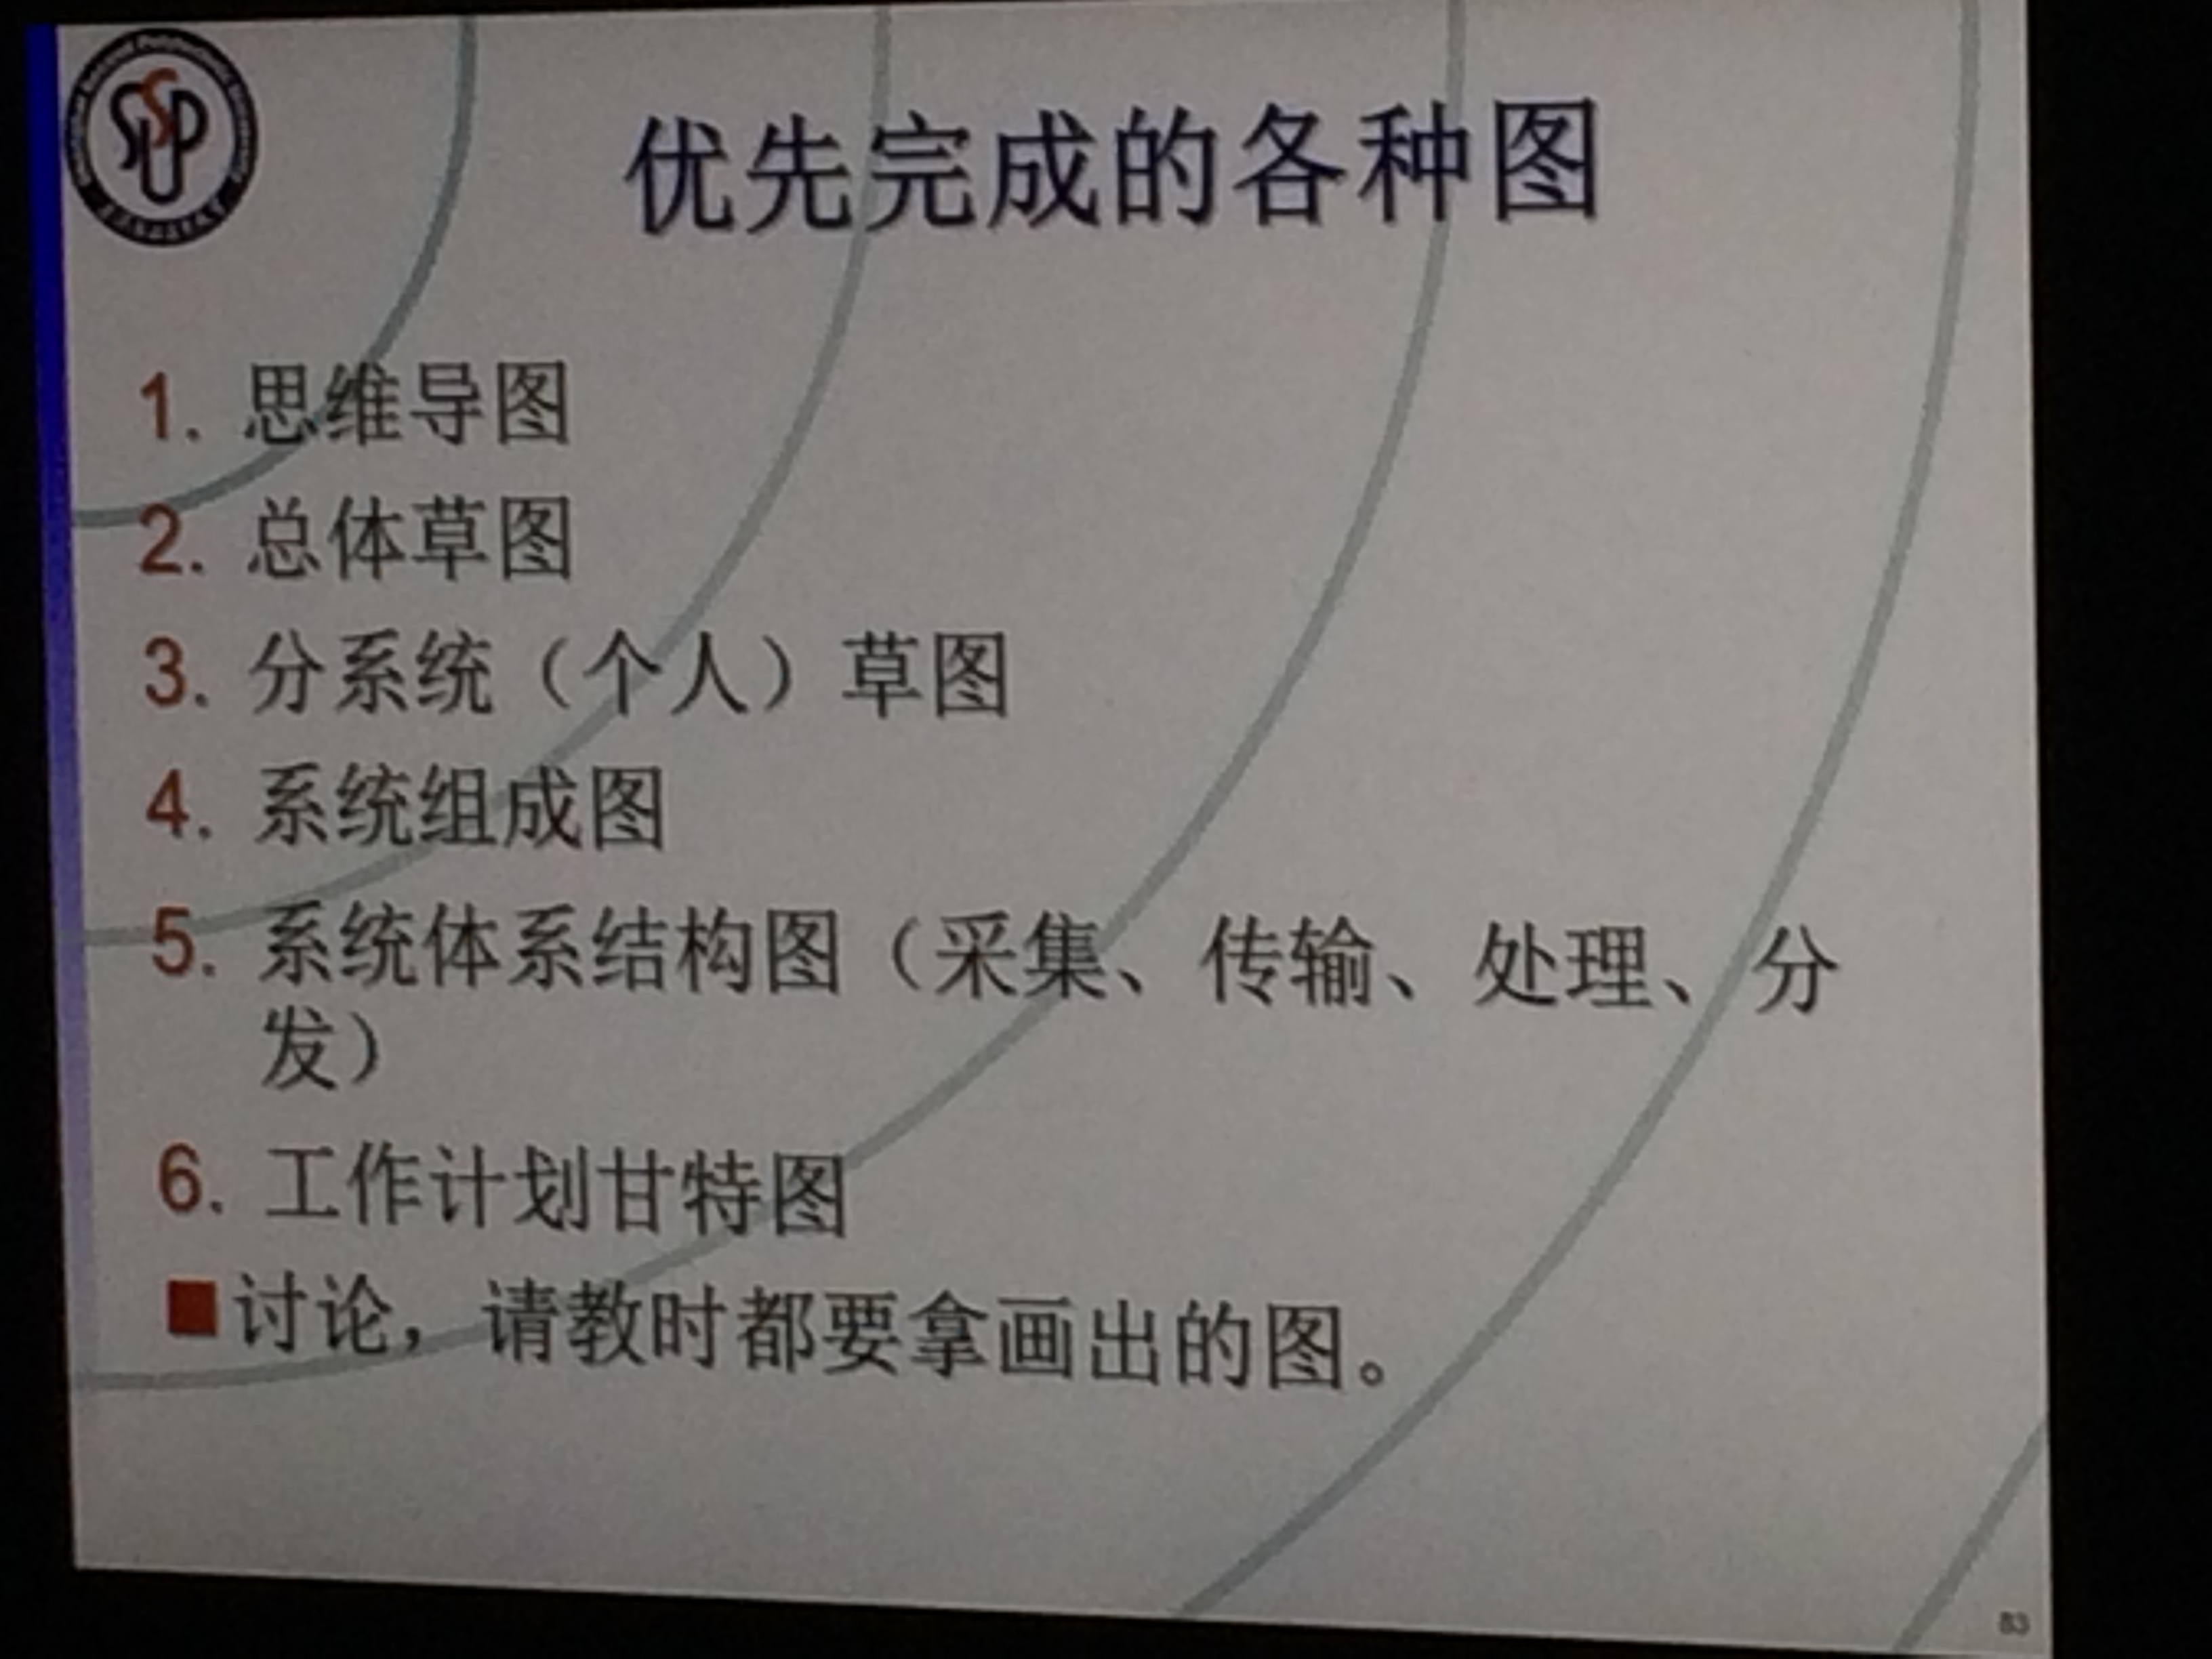 优先完成的各种图
1. 思维导图
2. 总体草图
3. 分系统（个人）草图
4. 系统组成图
5. 系统体系结构图（采集、传输、处理、分
发）
6. 工作计划甘特图
■讨论，请教时都要拿画出的图。
83